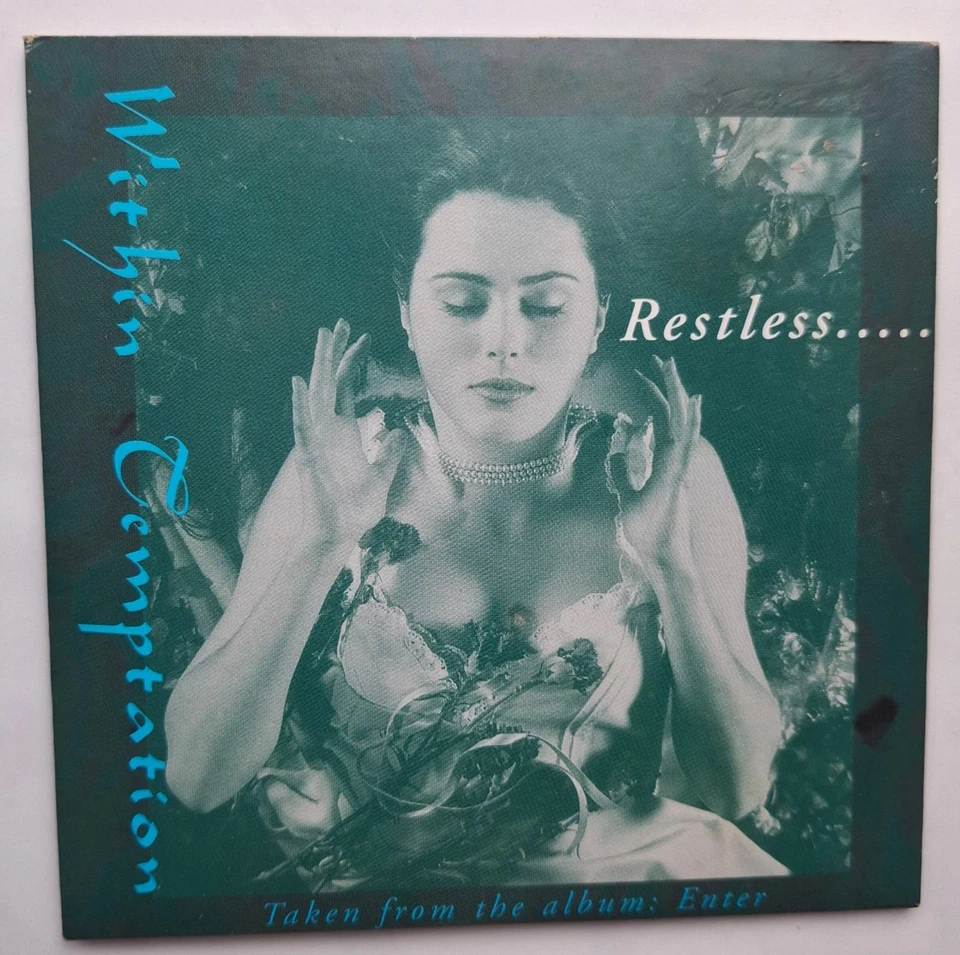 Within Temptation
Restless.....
Taken from the album: Enter